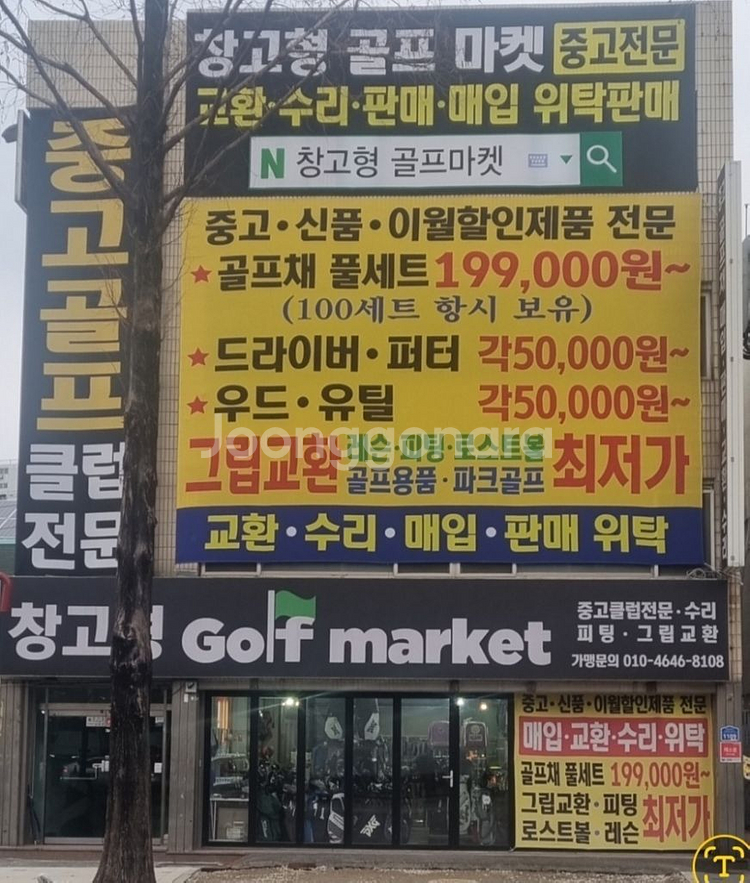 창고형 골프 마켓 중고전문
교환·수리·판매·매입 위탁판매
N 창고형 골프마켓
중고골프
클럽
전문
중고·신품·이월할인제품 전문
★골프채 풀세트 199,000원~
(100세트 항시 보유)
★드라이버·퍼터 각50,000원~
★우드·유틸 각50,000원~
그립교환 레슨·피팅·로스트볼 최저가
골프용품·파크골프
Joonggonara
교환·수리·매입·판매 위탁
창고형 Golf market
중고클럽전문·수리
피팅·그립교환
가맹문의 010-4646-8108
중고·신품·이월할인제품 전문
매입·교환·수리·위탁
골프채 풀세트 199,000원~
그립교환·피팅 최저가
로스트볼·레슨
PXG
T